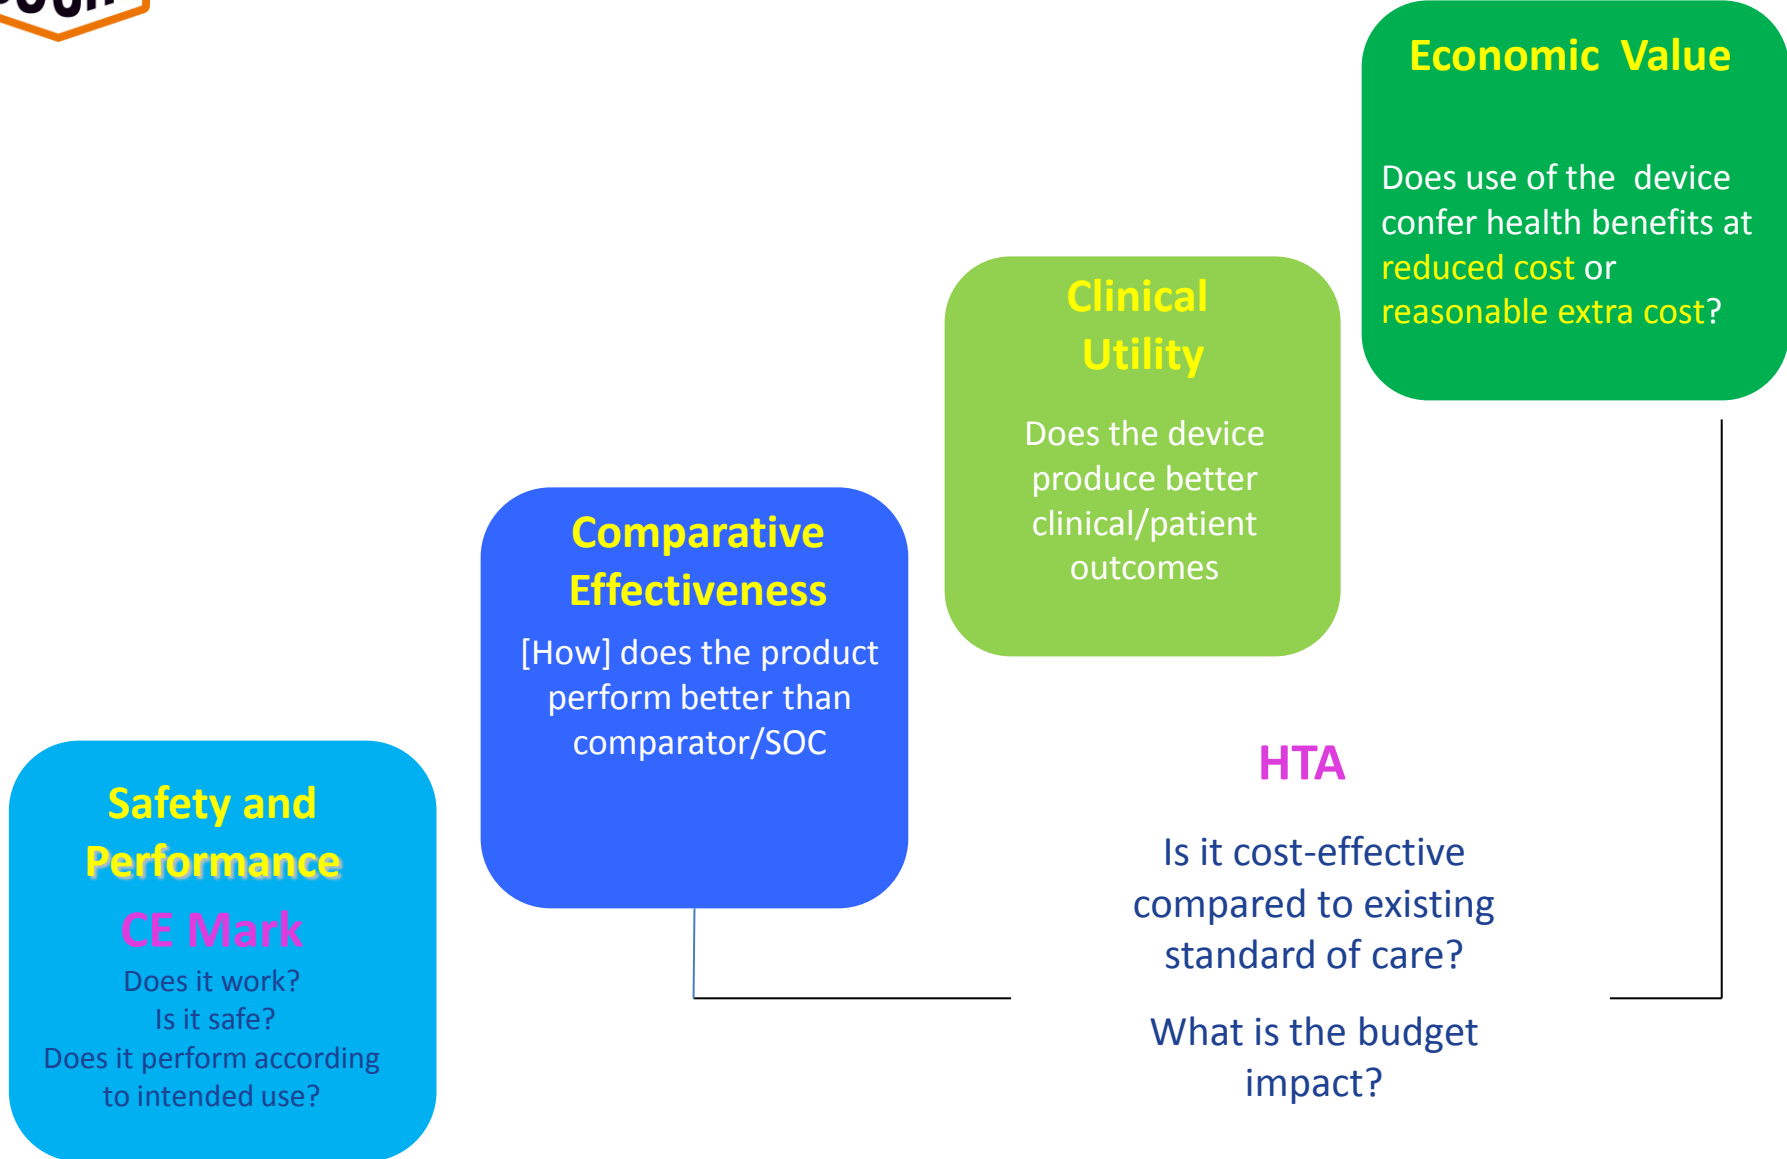 Safety and
Performance
CE Mark
Does it work?
Is it safe?
Does it perform according
to intended use?
Comparative
Effectiveness
[How] does the product
perform better than
comparator/SOC
Clinical
Utility
Does the device
produce better
clinical/patient
outcomes
Economic Value
Does use of the device
confer health benefits at
reduced cost or
reasonable extra cost?
HTA
Is it cost-effective
compared to existing
standard of care?
What is the budget
impact?